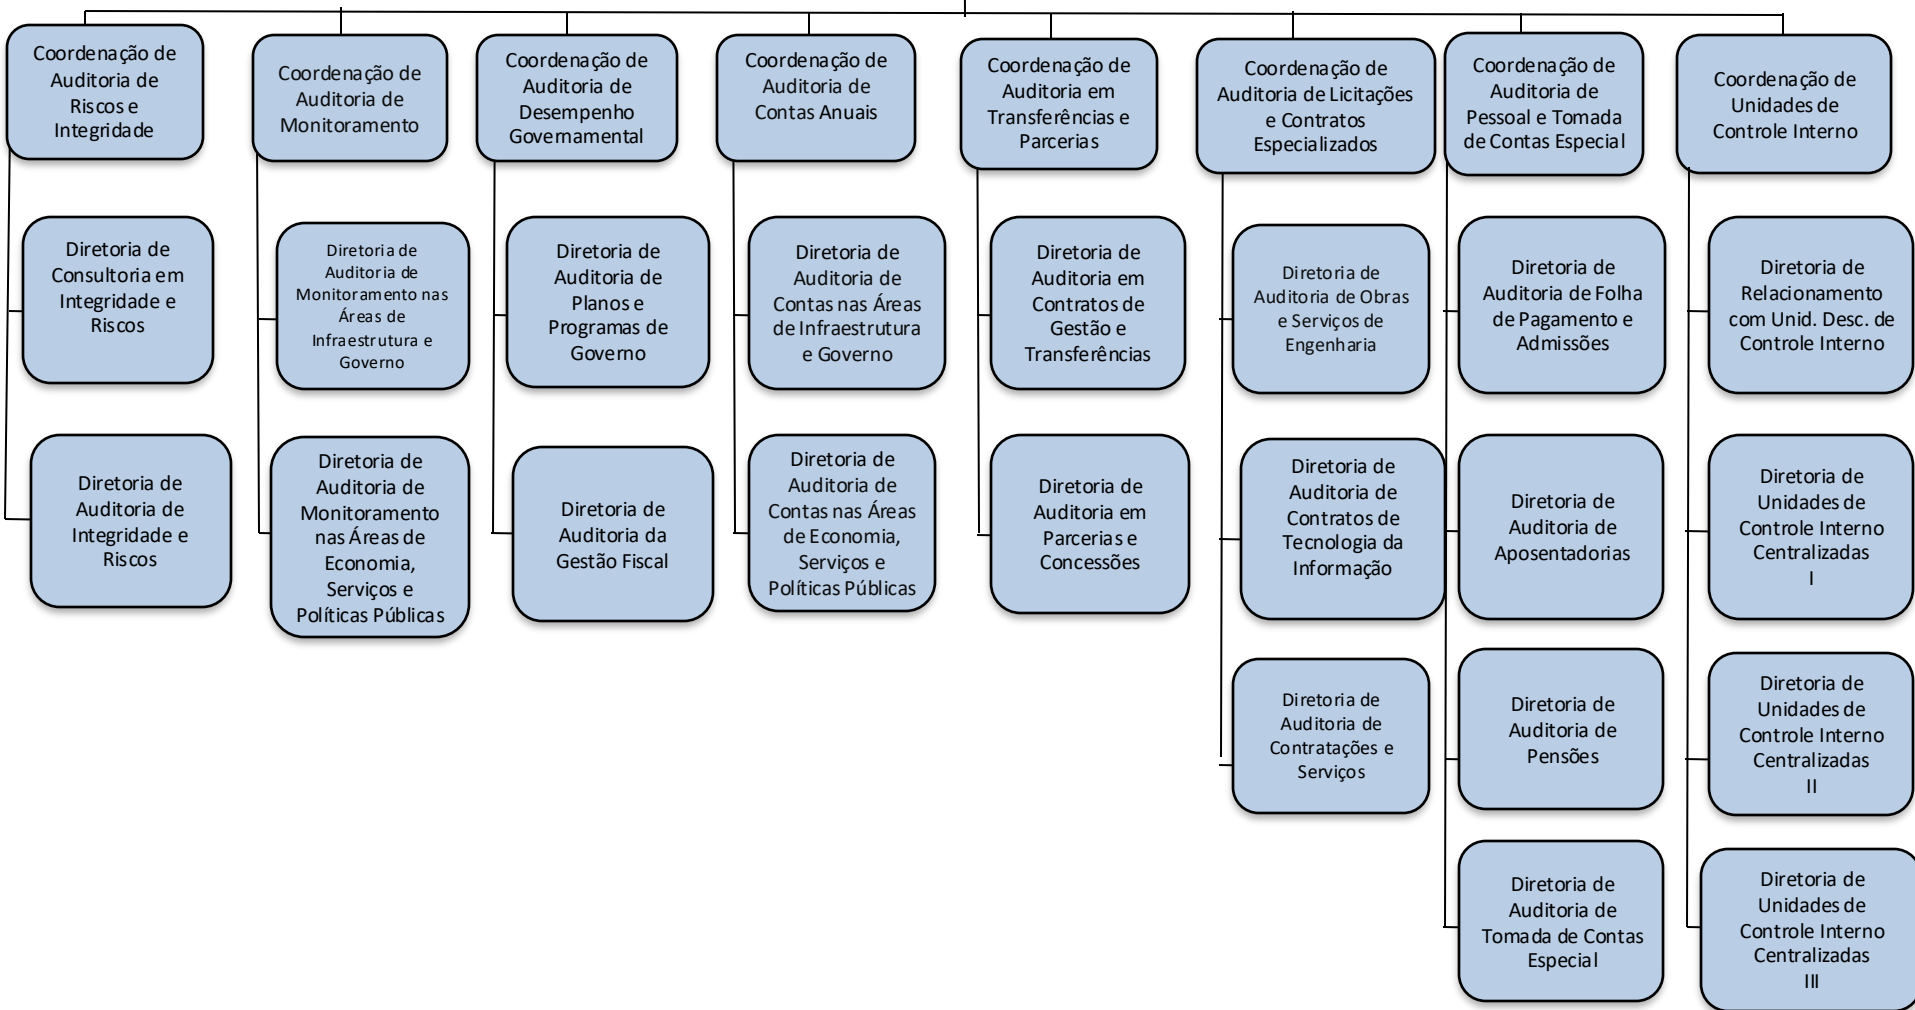 Coordenação de
Auditoria de
Riscos e
Integridade
Coordenação de
Auditoria de
Monitoramento
Coordenação de
Auditoria de
Desempenho
Governamental
Coordenação de
Auditoria de
Contas Anuais
Coordenação de
Auditoria em
Transferências e
Parcerias
Coordenação de
Auditoria de Licitações
e Contratos
Especializados
Coordenação de
Auditoria de
Pessoal e Tomada
de Contas Especial
Coordenação de
Unidades de
Controle Interno
Diretoria de
Consultoria em
Integridade e
Riscos
Diretoria de
Auditoria de
Monitoramento nas
Áreas de
Infraestrutura e
Governo
Diretoria de
Auditoria de
Planos e
Programas de
Governo
Diretoria de
Auditoria de
Contas nas Áreas
de Infraestrutura
e Governo
Diretoria de
Auditoria em
Contratos de
Gestão e
Transferências
Diretoria de
Auditoria de Obras
e Serviços de
Engenharia
Diretoria de
Auditoria de Folha
de Pagamento e
Admissões
Diretoria de
Relacionamento
com Unid. Desc. de
Controle Interno
Diretoria de
Auditoria de
Integridade e
Riscos
Diretoria de
Auditoria de
Monitoramento
nas Áreas de
Economia,
Serviços e
Políticas Públicas
Diretoria de
Auditoria da
Gestão Fiscal
Diretoria de
Auditoria de
Contas nas Áreas
de Economia,
Serviços e
Políticas Públicas
Diretoria de
Auditoria em
Parcerias e
Concessões
Diretoria de
Auditoria de
Contratos de
Tecnologia da
Informação
Diretoria de
Auditoria de
Aposentadorias
Diretoria de
Unidades de
Controle Interno
Centralizadas
I
Diretoria de
Auditoria de
Contratações e
Serviços
Diretoria de
Auditoria de
Pensões
Diretoria de
Unidades de
Controle Interno
Centralizadas
II
Diretoria de
Auditoria de
Tomada de Contas
Especial
Diretoria de
Unidades de
Controle Interno
Centralizadas
III